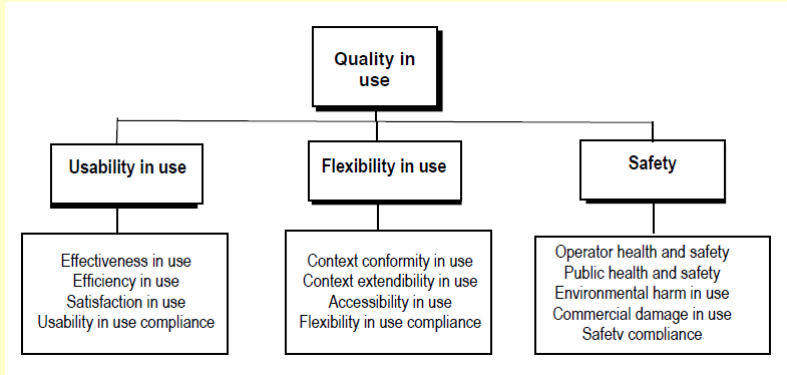 Quality in
use
Usability in use
Flexibility in use
Safety
Effectiveness in use
Efficiency in use
Satisfaction in use
Usability in use compliance
Context conformity in use
Context extendibility in use
Accessibility in use
Flexibility in use compliance
Operator health and safety
Public health and safety
Environmental harm in use
Commercial damage in use
Safety compliance